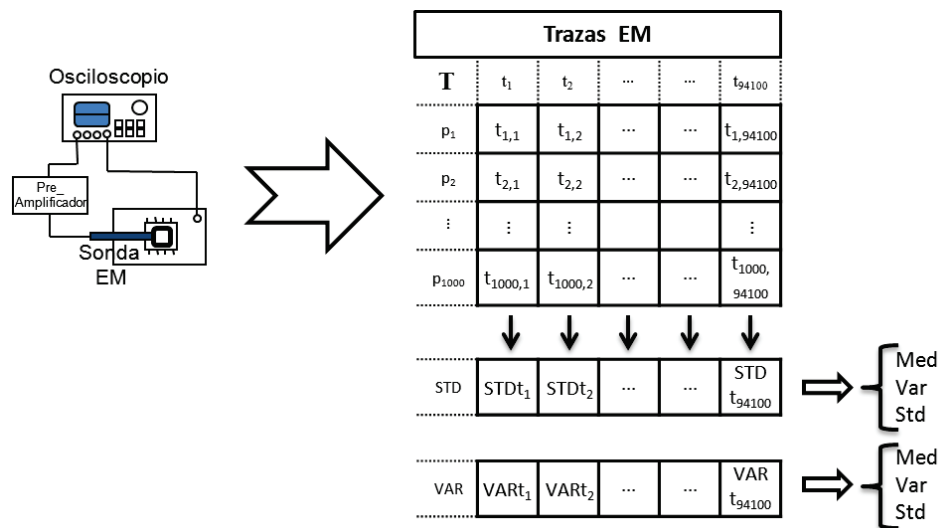 Osciloscopio
Pre_
Amplificador
Sonda
EM
Trazas EM
T t1 t2 ... ... t94100
p1 t1,1 t1,2 ... ... t1,94100
p2 t2,1 t2,2 ... ... t2,94100
⋮ ⋮ ⋮ ⋮
p1000 t1000,1 t1000,2 ... ... t1000,
94100
STD STDt1 STDt2 ... ... STD
t94100
Med
Var
Std
VAR VARt1 VARt2 ... ... VAR
t94100
Med
Var
Std